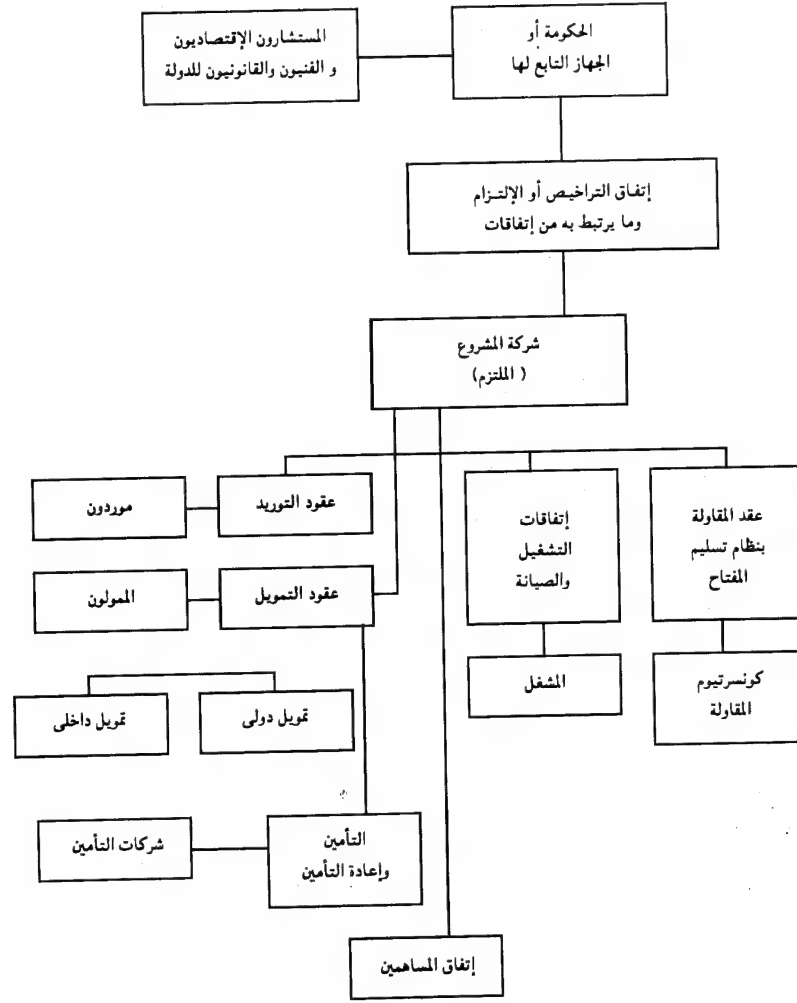 الحكومة أو
الجهاز التابع لها
المستشارون الإقتصاديون
و الفنيون والقانونيون للدولة
إتفاق التراخيص أو الإلتزام
وما يرتبط به من إتفاقات
شركة المشروع
( الملتزم)
عقد المقاولة
بنظام تسليم
المفتاح
إتفاقات
التشغيل
والصيانة
عقود التوريد
موردون
عقود التمويل
الممولون
كونسرتيوم
المقاولة
المشغل
تمويل دولى
تمويل داخلى
التأمين
وإعادة التأمين
شركات التأمين
إتفاق المساهمين